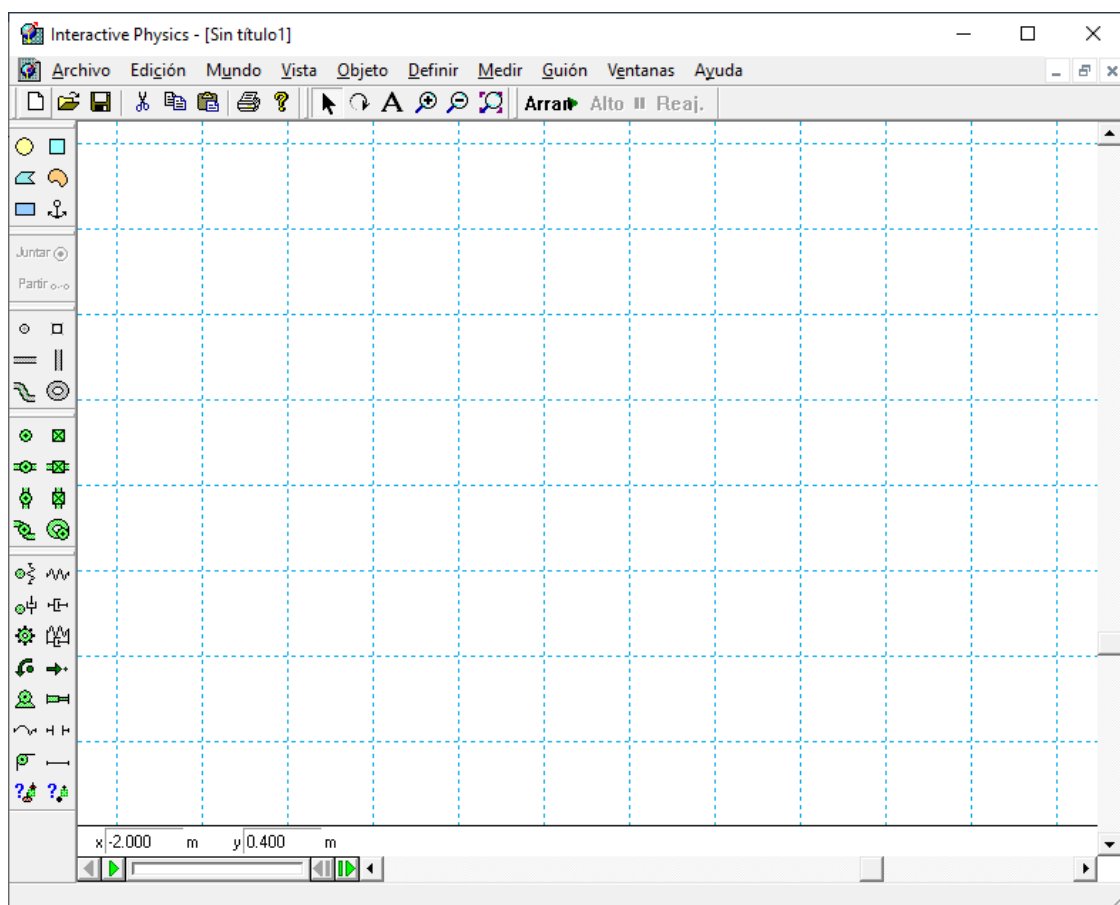 Interactive Physics - [Sin título1]
Archivo Edición Mundo Vista Objeto Definir Medir Guión Ventanas Ayuda
A Arran Alto Reaj.
Juntar
Partir
x -2.000 m y 0.400 m